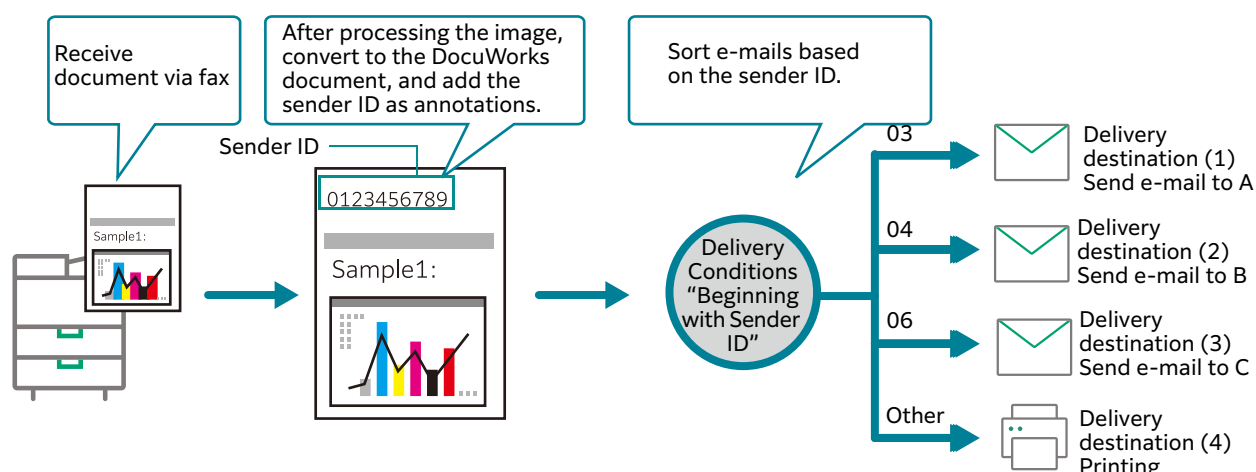 Receive
document via fax
After processing the image,
convert to the DocuWorks
document, and add the
sender ID as annotations.
Sort e-mails based
on the sender ID.
Sender ID
0123456789
Sample1:
Sample1:
Delivery
Conditions
“Beginning
with Sender
ID”
03
Delivery
destination (1)
Send e-mail to A
04
Delivery
destination (2)
Send e-mail to B
06
Delivery
destination (3)
Send e-mail to C
Other
Delivery
destination (4)
Printing